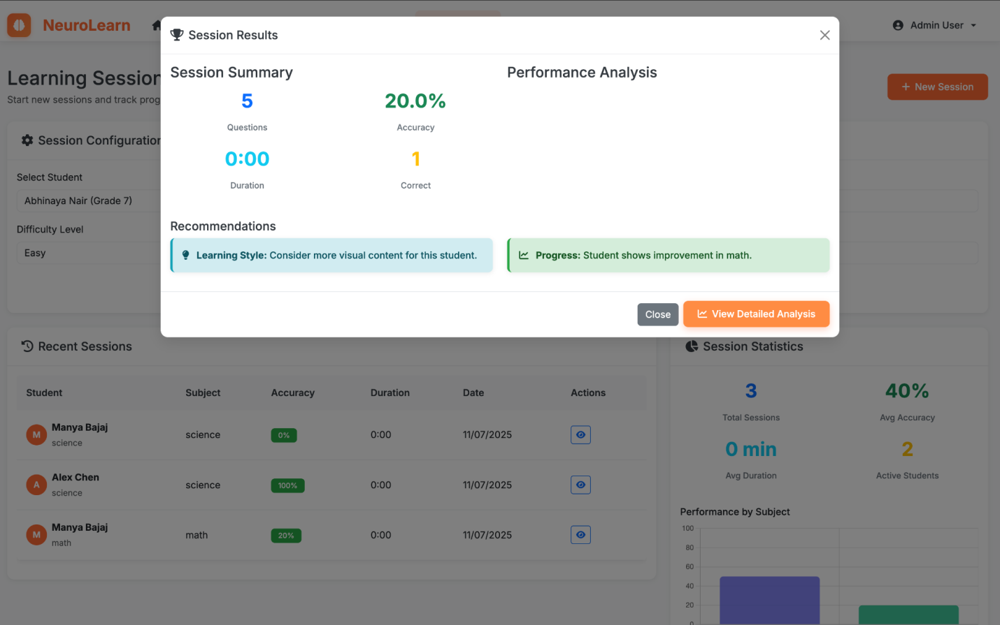 NeuroLearn
Admin User
Session Results
Learning Session
Start new sessions and track prog
+ New Session
Session Summary
Performance Analysis
5
20.0%
Questions
Accuracy
0:00
1
Duration
Correct
Session Configuration
Select Student
Abhinaya Nair (Grade 7)
Difficulty Level
Easy
Recommendations
Learning Style: Consider more visual content for this student.
Progress: Student shows improvement in math.
Close
View Detailed Analysis
Recent Sessions
Student Subject Accuracy Duration Date Actions
M Manya Bajaj science 0% 0:00 11/07/2025
science
A Alex Chen science 100% 0:00 11/07/2025
science
M Manya Bajaj math 20% 0:00 11/07/2025
math
Session Statistics
3
40%
Total Sessions
Avg Accuracy
0 min
2
Avg Duration
Active Students
Performance by Subject
100
80
60
40
20
0